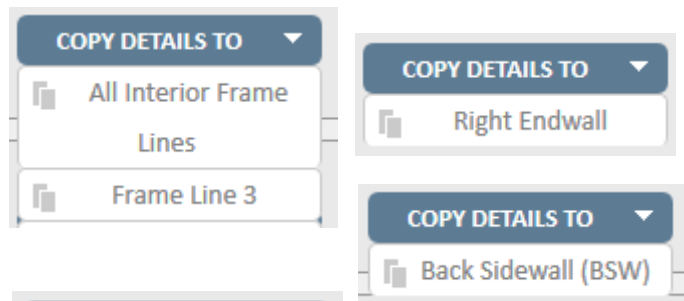 COPY DETAILS TO
All Interior Frame
Lines
Frame Line 3
COPY DETAILS TO
Right Endwall
COPY DETAILS TO
Back Sidewall (BSW)